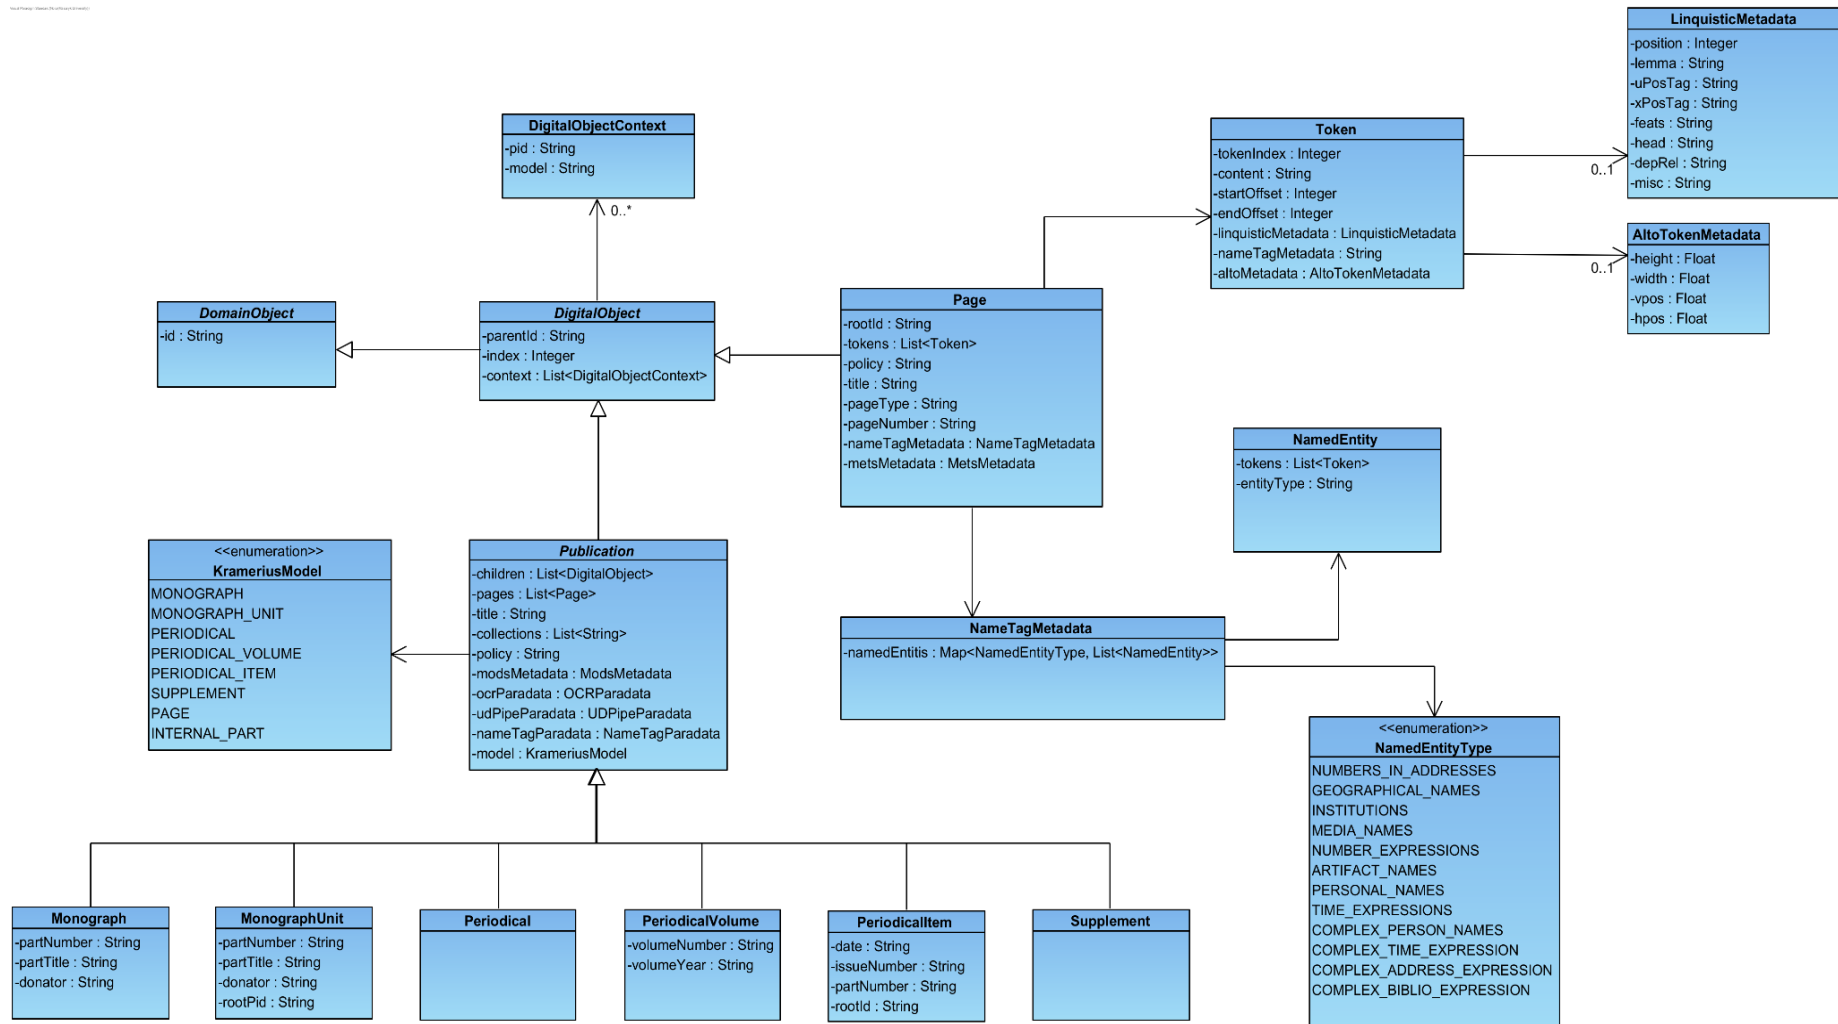 LinquisticMetadata
-position : Integer
-lemma : String
-uPosTag : String
-xPosTag : String
-feats : String
-head : String
-depRel : String
-misc : String
DigitalObjectContext
-pid : String
-model : String
0..*
Token
-tokenIndex : Integer
-content : String
-startOffset : Integer
-endOffset : Integer
-linquisticMetadata : LinquisticMetadata
-nameTagMetadata : String
-altoMetadata : AltoTokenMetadata
0..1
0..1
AltoTokenMetadata
-height : Float
-width : Float
-vpos : Float
-hpos : Float
DomainObject
-id : String
DigitalObject
-parentId : String
-index : Integer
-context : List<DigitalObjectContext>
Page
-rootId : String
-tokens : List<Token>
-policy : String
-title : String
-pageType : String
-pageNumber : String
-nameTagMetadata : NameTagMetadata
-metsMetadata : MetsMetadata
NamedEntity
-tokens : List<Token>
-entityType : String
<<enumeration>>
KrameriusModel
MONOGRAPH
MONOGRAPH_UNIT
PERIODICAL
PERIODICAL_VOLUME
PERIODICAL_ITEM
SUPPLEMENT
PAGE
INTERNAL_PART
Publication
-children : List<DigitalObject>
-pages : List<Page>
-title : String
-collections : List<String>
-policy : String
-modsMetadata : ModsMetadata
-ocrParadata : OCRParadata
-udPipeParadata : UDPipeParadata
-nameTagParadata : NameTagParadata
-model : KrameriusModel
NameTagMetadata
-namedEntitis : Map<NamedEntityType, List<NamedEntity>>
<<enumeration>>
NamedEntityType
NUMBERS_IN_ADDRESSES
GEOGRAPHICAL_NAMES
INSTITUTIONS
MEDIA_NAMES
NUMBER_EXPRESSIONS
ARTIFACT_NAMES
PERSONAL_NAMES
TIME_EXPRESSIONS
COMPLEX_PERSON_NAMES
COMPLEX_TIME_EXPRESSION
COMPLEX_ADDRESS_EXPRESSION
COMPLEX_BIBLIO_EXPRESSION
Monograph
-partNumber : String
-partTitle : String
-donator : String
MonographUnit
-partNumber : String
-partTitle : String
-donator : String
-rootPid : String
Periodical
PeriodicalVolume
-volumeNumber : String
-volumeYear : String
PeriodicalItem
-date : String
-issueNumber : String
-partNumber : String
-rootId : String
Supplement